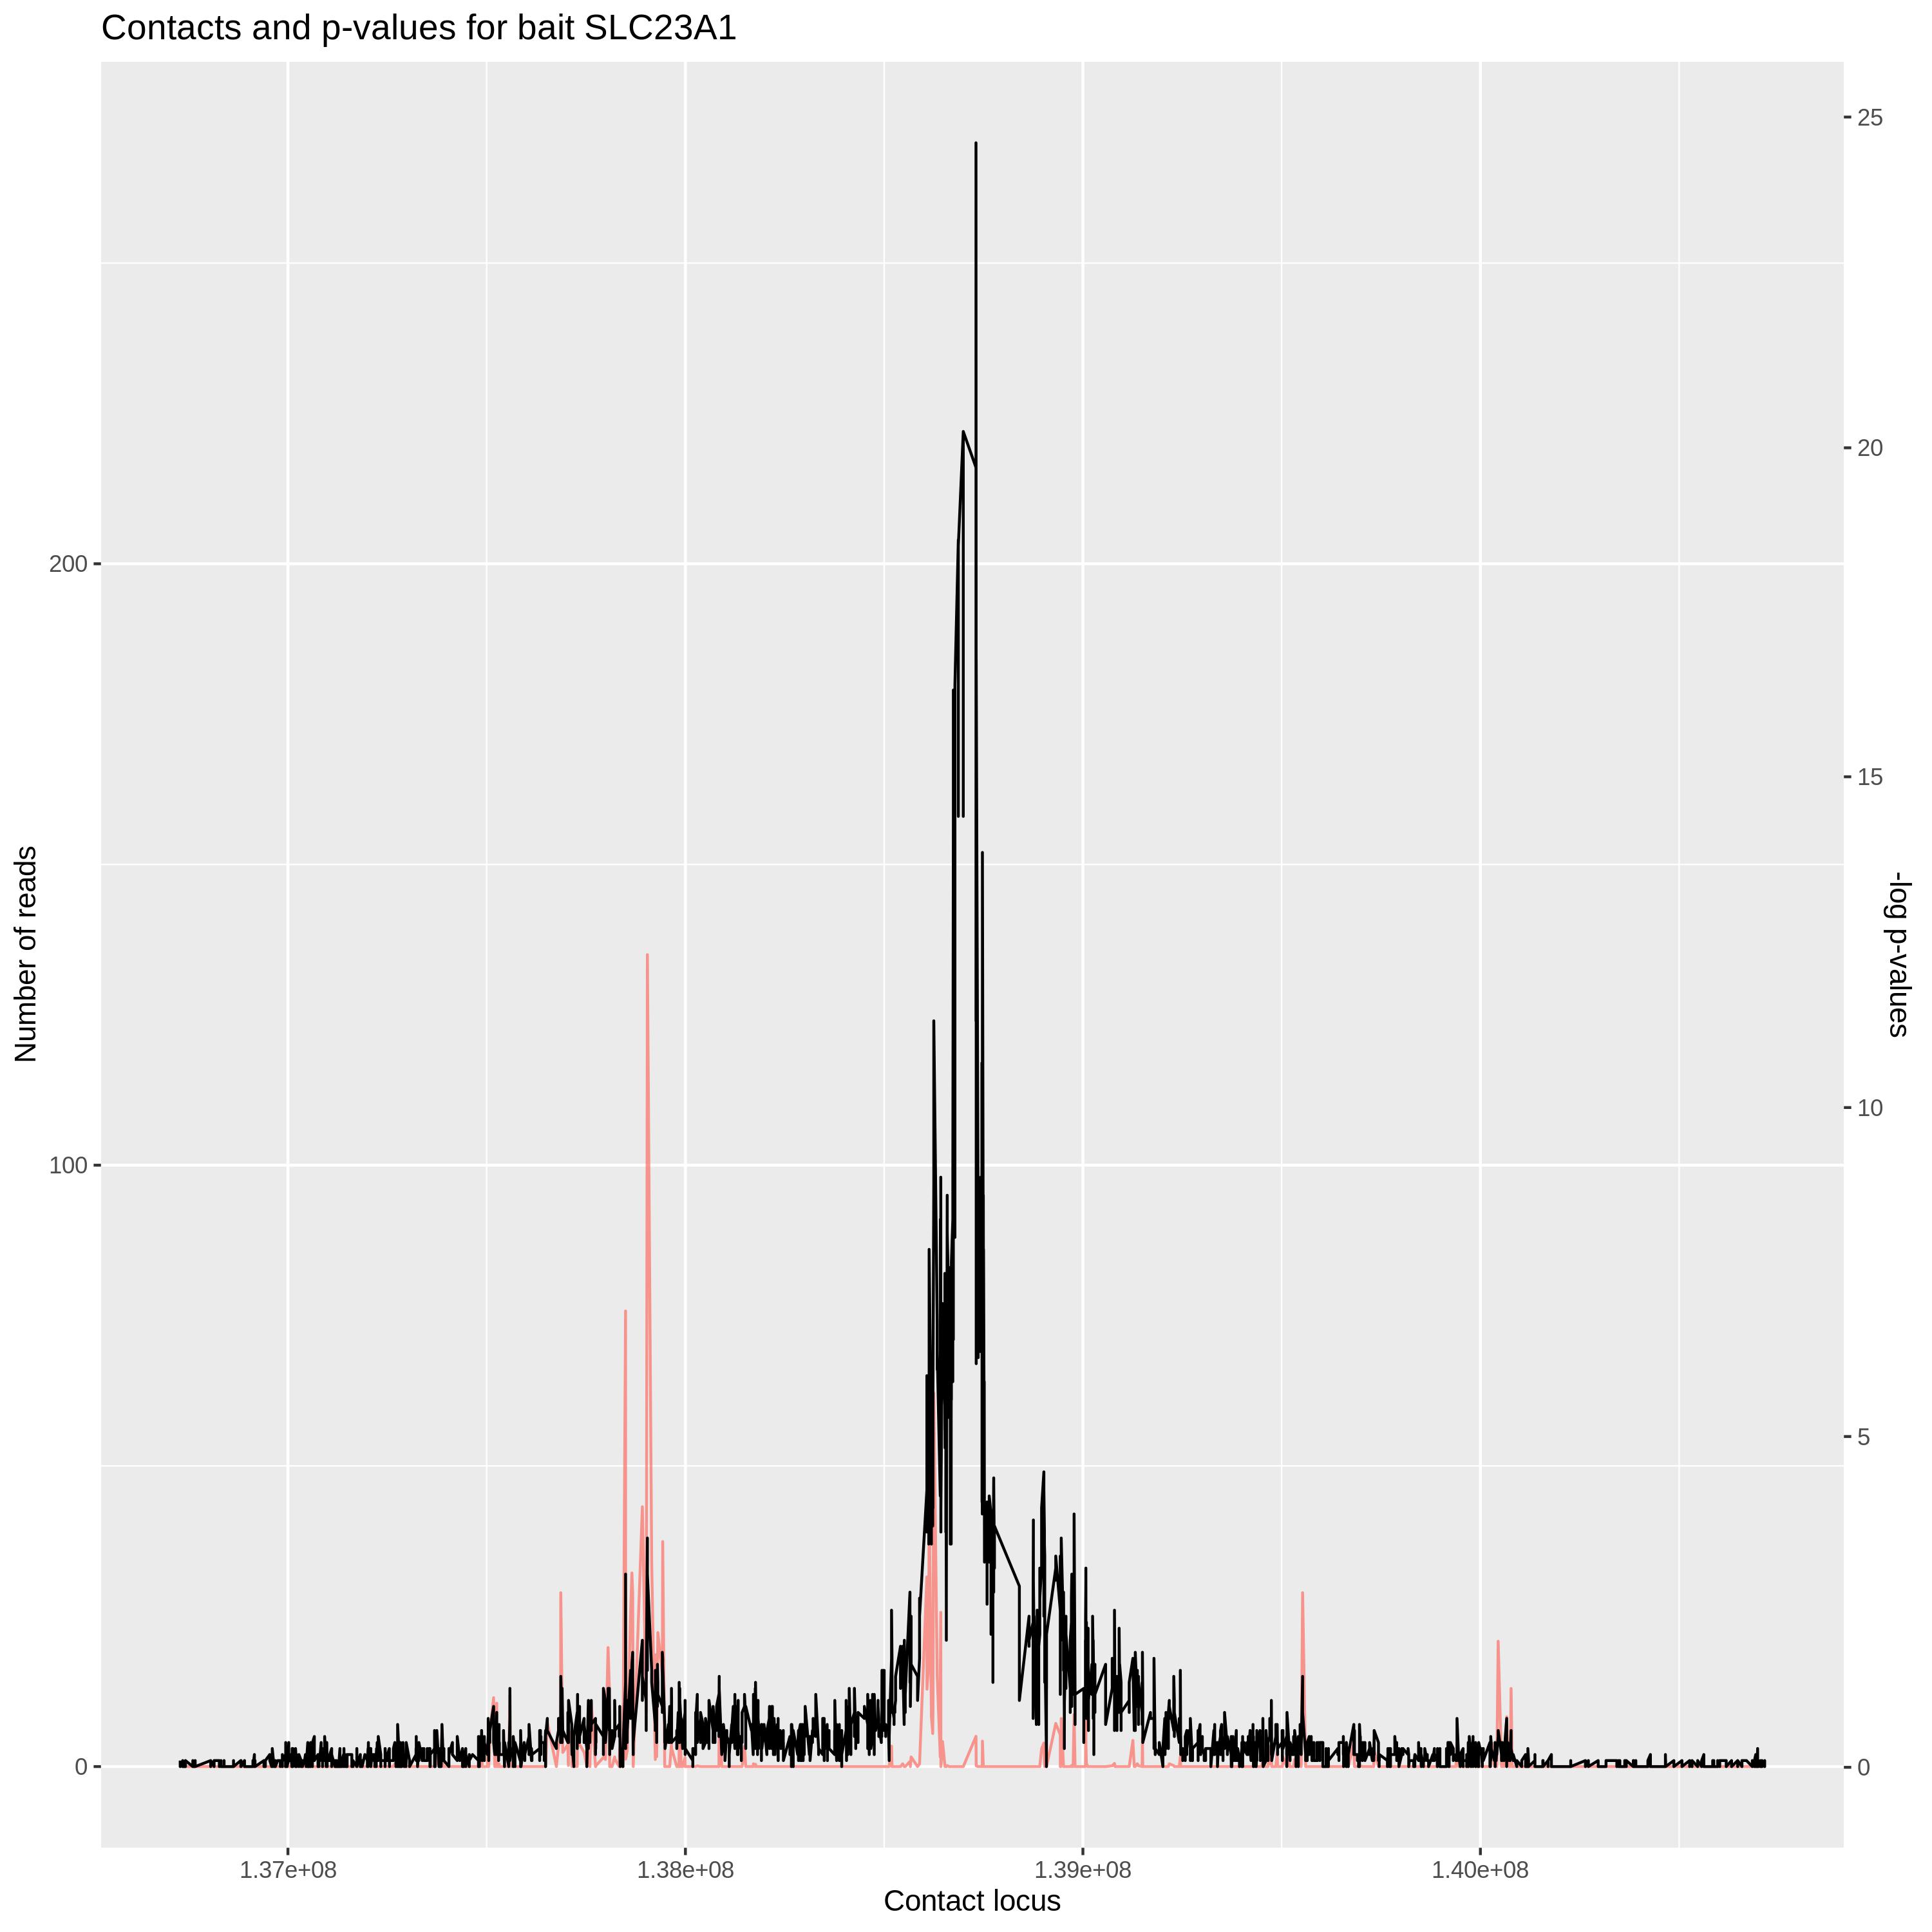 Contacts and p-values for bait SLC23A1
25
20
200
15
Number of reads
-log p-values
10
100
5
0
0
1.37e+08
1.38e+08
1.39e+08
1.40e+08
Contact locus